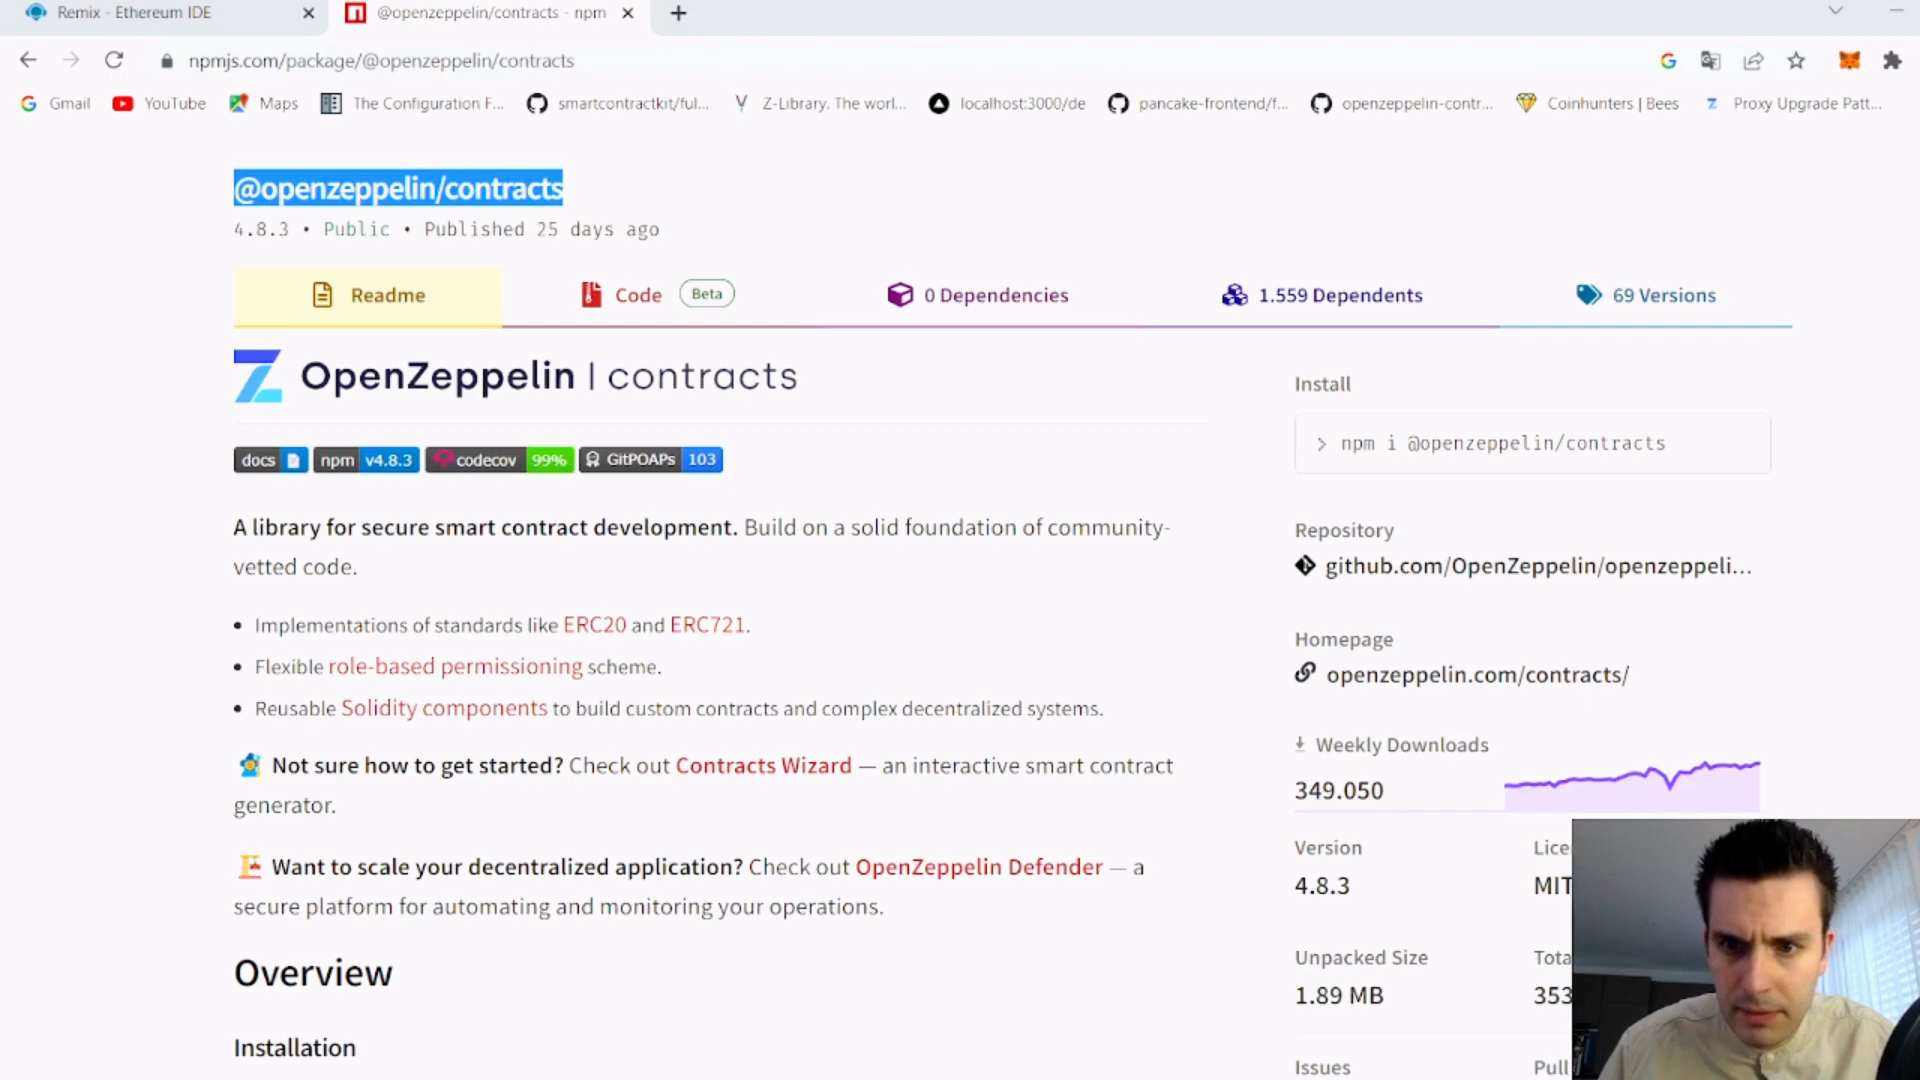 Remix - Ethereum IDE
@openzeppelin/contracts - npm
npmjs.com/package/@openzeppelin/contracts
Gmail
YouTube
Maps
The Configuration F...
smartcontractkit/ful...
Z-Library. The worl...
localhost:3000/de
pancake-frontend/f...
openzeppelin-contr...
Coinhunters | Bees
Proxy Upgrade Patt...
@openzeppelin/contracts
4.8.3 • Public • Published 25 days ago
Readme
Code Beta
0 Dependencies
1.559 Dependents
69 Versions
OpenZeppelin | contracts
docs
npm v4.8.3
codecov 99%
GitPOAPs 103
A library for secure smart contract development. Build on a solid foundation of community-
vetted code.
• Implementations of standards like ERC20 and ERC721.
• Flexible role-based permissioning scheme.
• Reusable Solidity components to build custom contracts and complex decentralized systems.
Not sure how to get started? Check out Contracts Wizard — an interactive smart contract
generator.
Want to scale your decentralized application? Check out OpenZeppelin Defender — a
secure platform for automating and monitoring your operations.
Overview
Installation
Install
> npm i @openzeppelin/contracts
Repository
github.com/OpenZeppelin/openzeppeli...
Homepage
openzeppelin.com/contracts/
Weekly Downloads
349.050
Version
Lice
4.8.3
MIT
Unpacked Size
Tota
1.89 MB
353
Issues
Pull